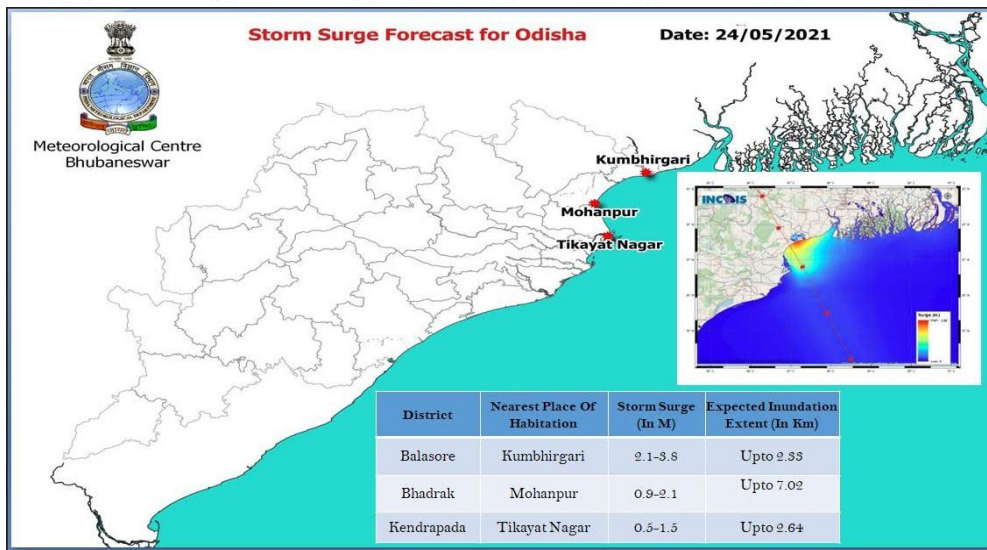 Storm Surge Forecast for Odisha
Date: 24/05/2021
Meteorological Centre
Bhubaneswar
Kumbhirgari
Mohanpur
Tikayat Nagar
INCOIS
Surge (m)
District
Nearest Place Of
Habitation
Storm Surge
(In M)
Expected Inundation
Extent (In Km)
Balasore
Kumbhirgari
2.1-3.8
Upto 2.33
Bhadrak
Mohanpur
0.9-2.1
Upto 7.02
Kendrapada
Tikayat Nagar
0.5-1.5
Upto 2.64